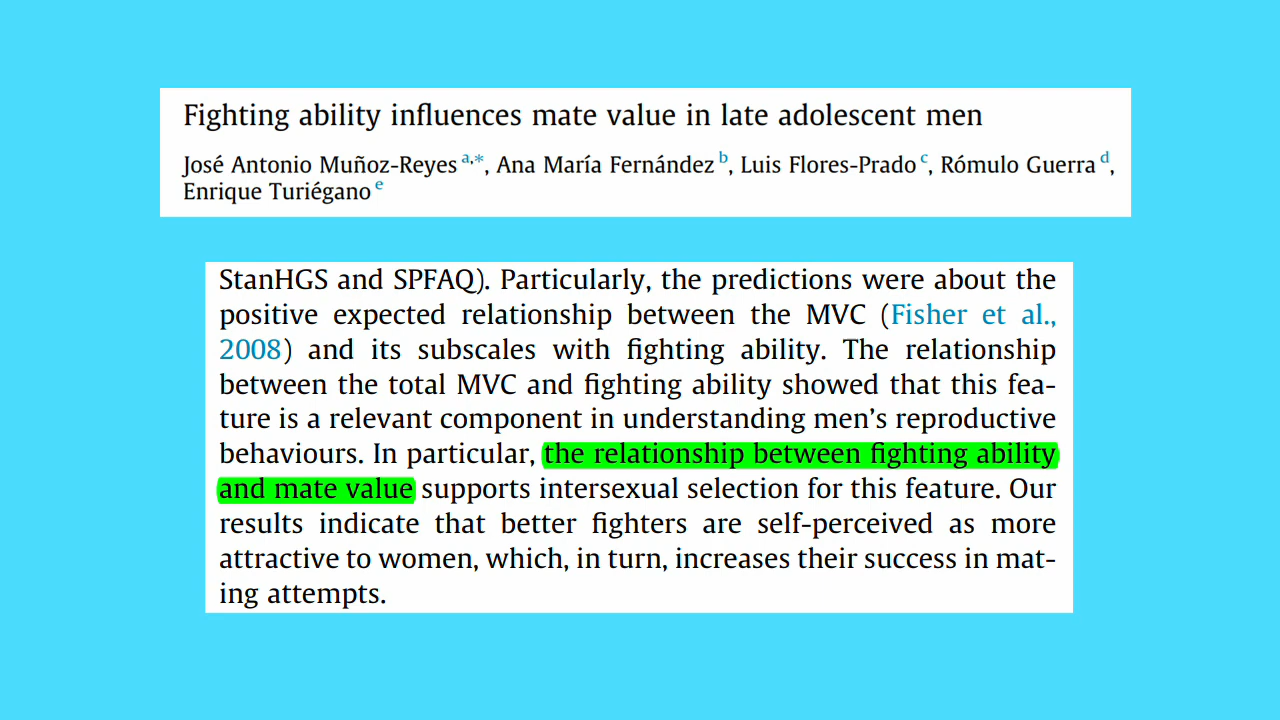 Fighting ability influences mate value in late adolescent men
José Antonio Muñoz-Reyes a,*, Ana María Fernández b, Luis Flores-Prado c, Rómulo Guerra d,
Enrique Turiégano e
StanHGS and SPFAQ). Particularly, the predictions were about the
positive expected relationship between the MVC (Fisher et al.,
2008) and its subscales with fighting ability. The relationship
between the total MVC and fighting ability showed that this fea-
ture is a relevant component in understanding men's reproductive
behaviours. In particular, the relationship between fighting ability
and mate value supports intersexual selection for this feature. Our
results indicate that better fighters are self-perceived as more
attractive to women, which, in turn, increases their success in mat-
ing attempts.